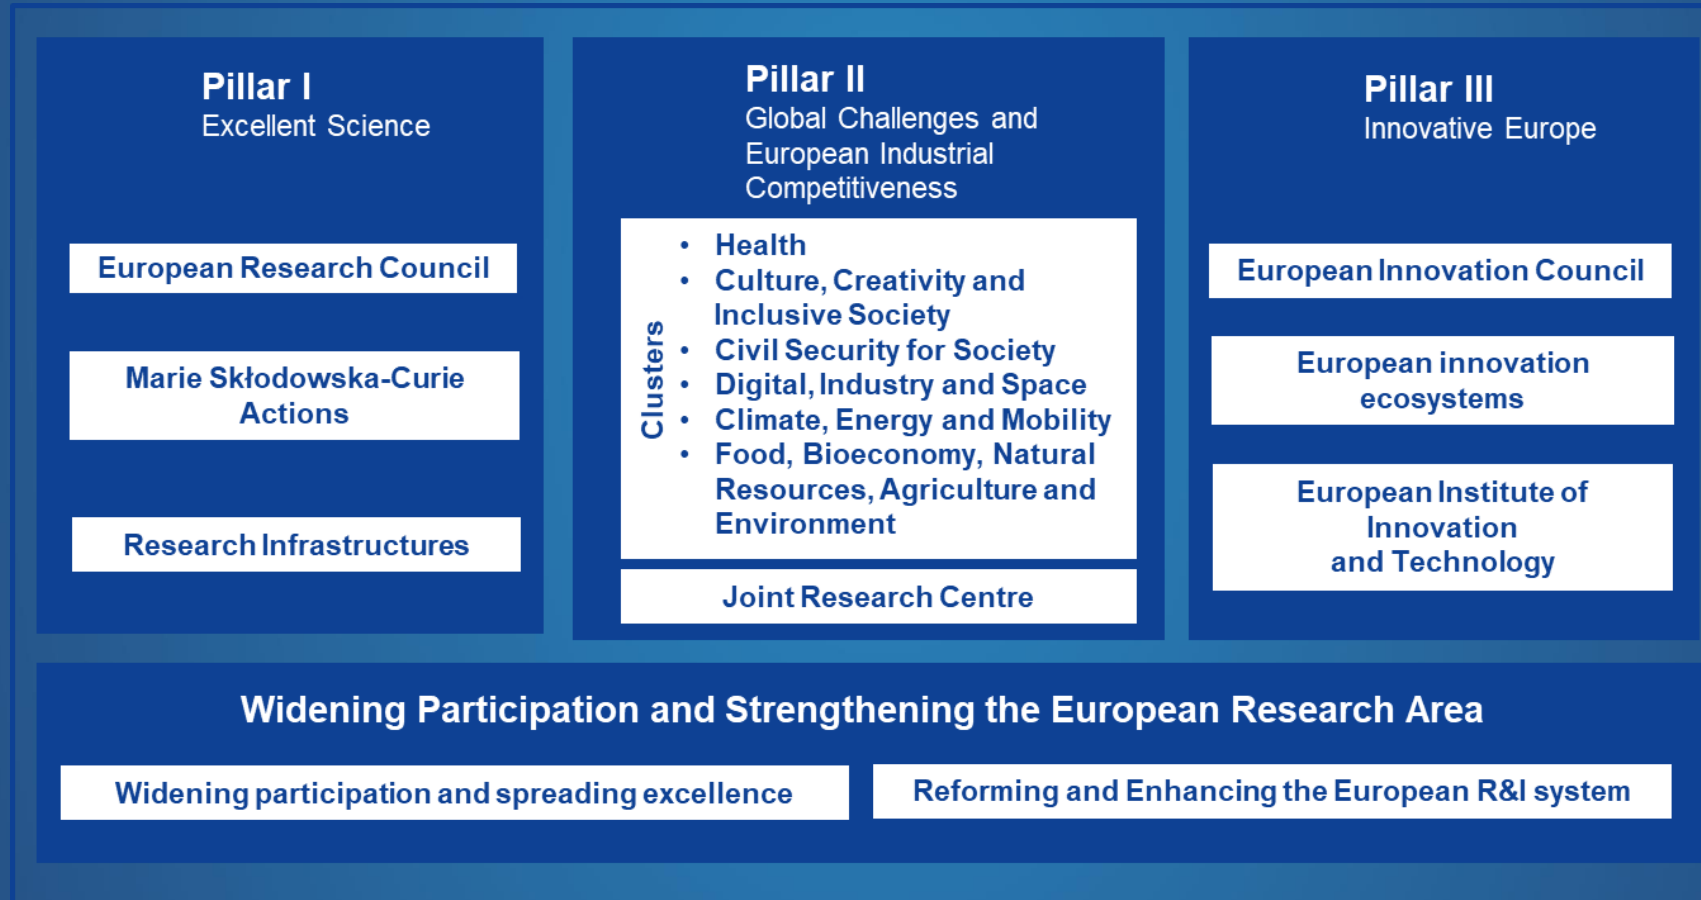 Pillar I
Excellent Science
European Research Council
Marie Skłodowska-Curie
Actions
Research Infrastructures
Pillar II
Global Challenges and
European Industrial
Competitiveness
Clusters
• Health
• Culture, Creativity and
Inclusive Society
• Civil Security for Society
• Digital, Industry and Space
• Climate, Energy and Mobility
• Food, Bioeconomy, Natural
Resources, Agriculture and
Environment
Joint Research Centre
Pillar III
Innovative Europe
European Innovation Council
European innovation
ecosystems
European Institute of
Innovation
and Technology
Widening Participation and Strengthening the European Research Area
Widening participation and spreading excellence
Reforming and Enhancing the European R&I system